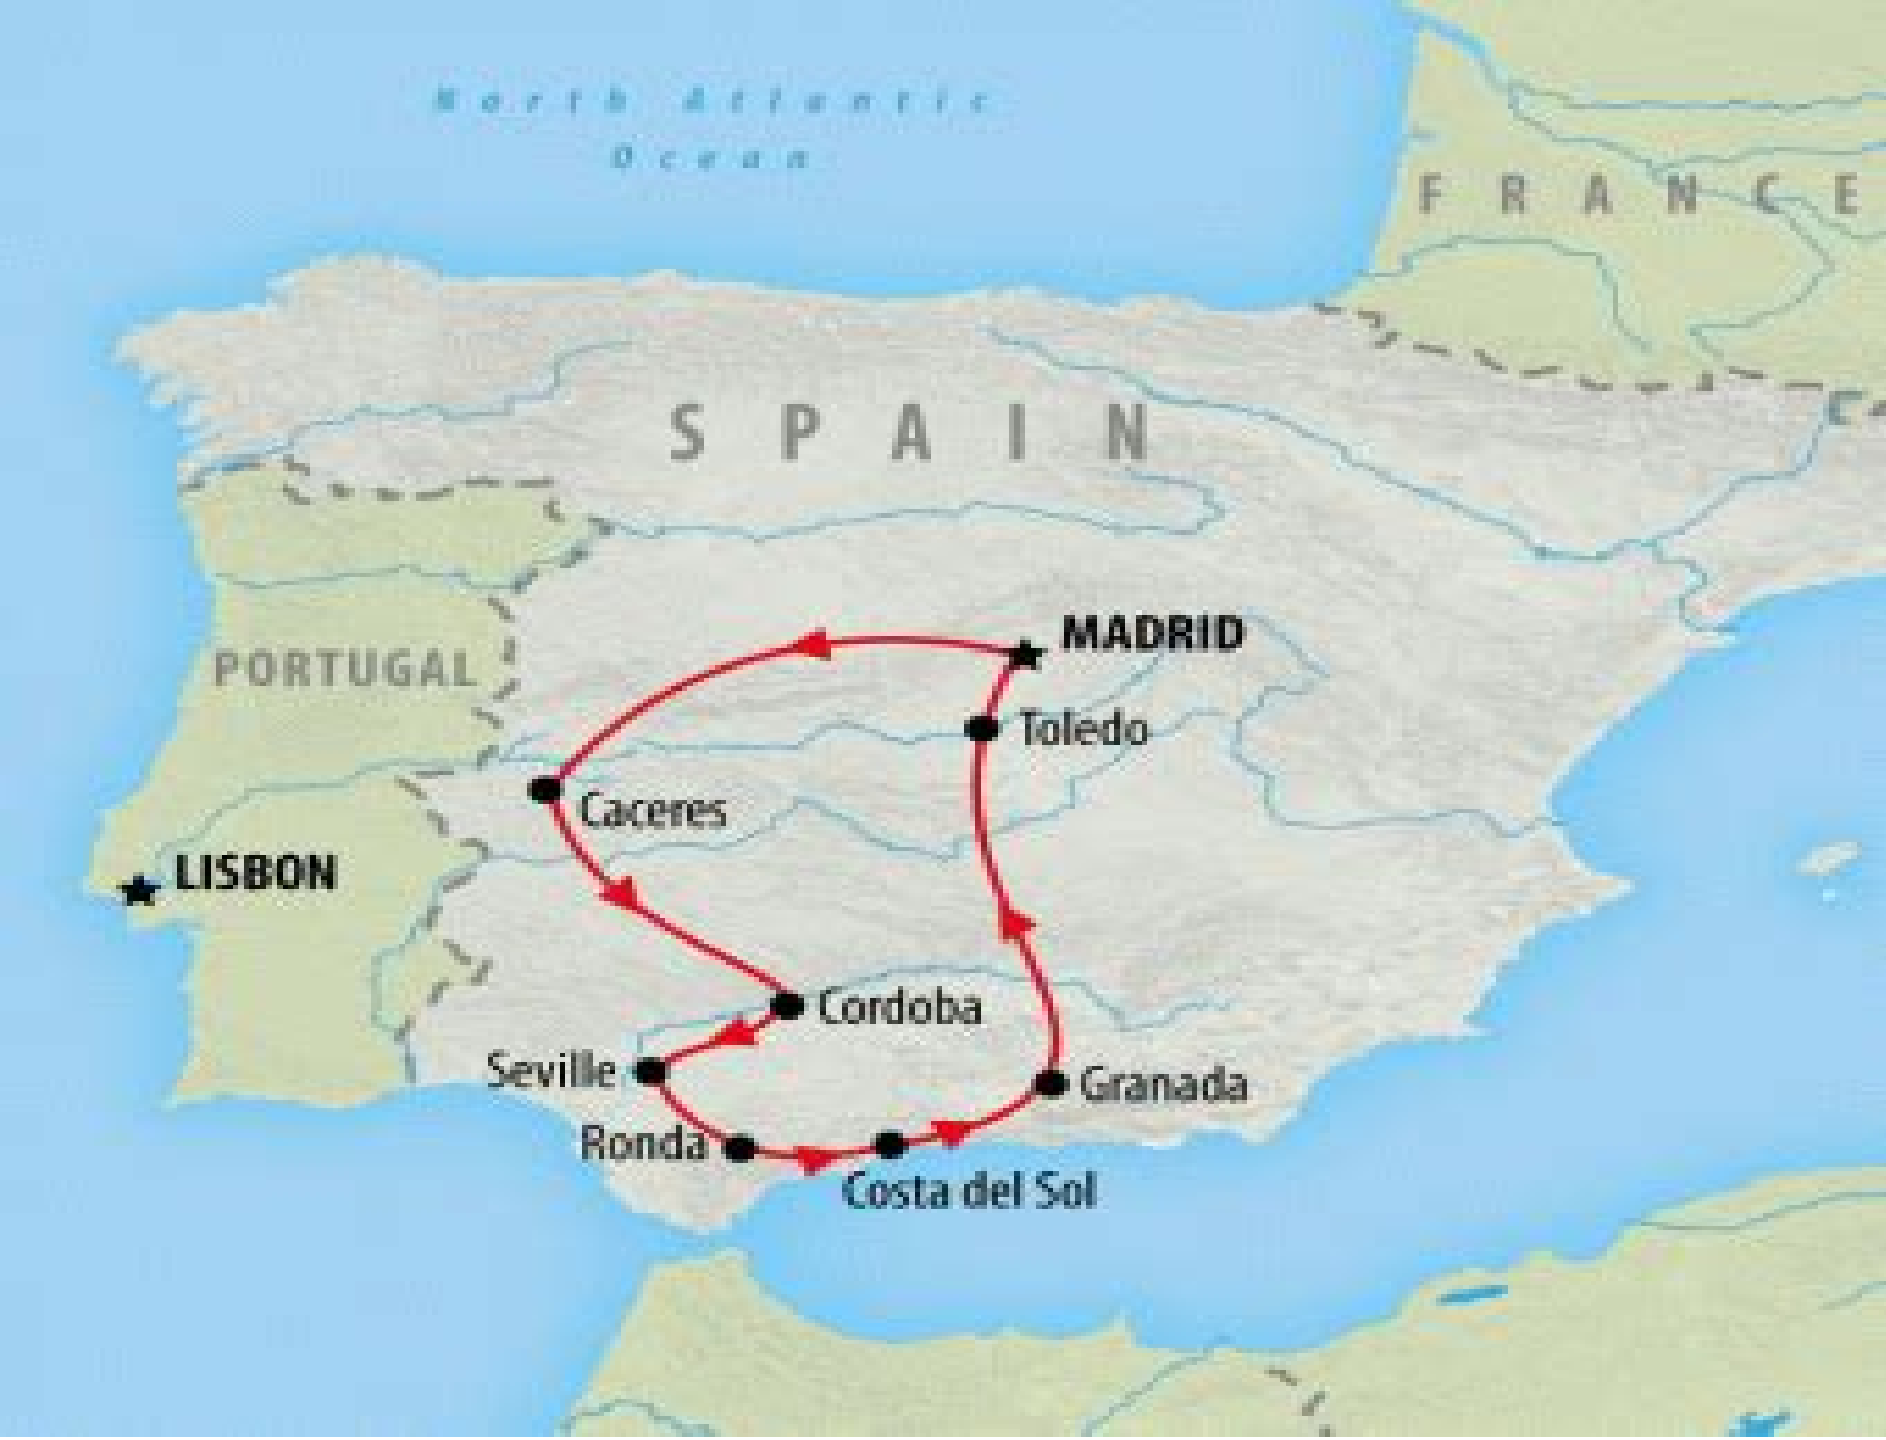 North Atlantic
Ocean
FRANCE
SPAIN
MADRID
PORTUGAL
Toledo
Caceres
LISBON
Cordoba
Seville
Granada
Ronda
Costa del Sol